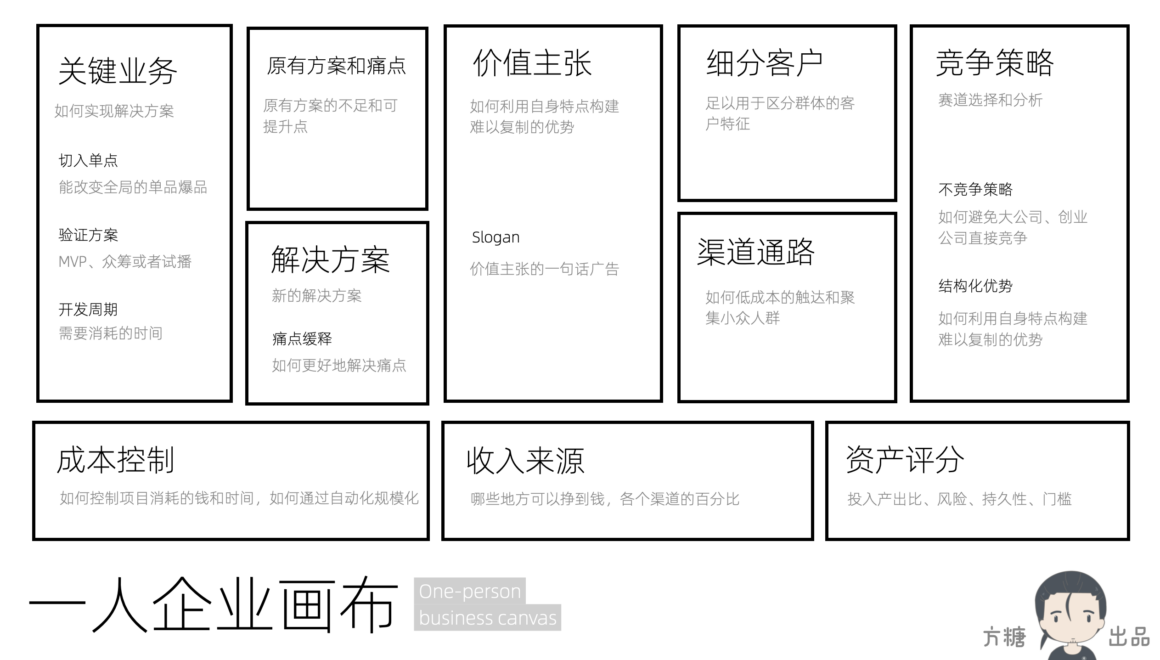 关键业务
如何实现解决方案
切入单点
能改变全局的单品爆品
验证方案
MVP、众筹或者试播
开发周期
需要消耗的时间
原有方案和痛点
原有方案的不足和可
提升点
解决方案
新的解决方案
痛点缓释
如何更好地解决痛点
价值主张
如何利用自身特点构建
难以复制的优势
Slogan
价值主张的一句话广告
细分客户
足以用于区分群体的客
户特征
渠道通路
如何低成本的触达和聚
集小众人群
竞争策略
赛道选择和分析
不竞争策略
如何避免大公司、创业
公司直接竞争
结构化优势
如何利用自身特点构建
难以复制的优势
成本控制
如何控制项目消耗的钱和时间，如何通过自动化规模化
收入来源
哪些地方可以挣到钱，各个渠道的百分比
资产评分
投入产出比、风险、持久性、门槛
一人企业画布
One-person
business canvas
方糖 出品